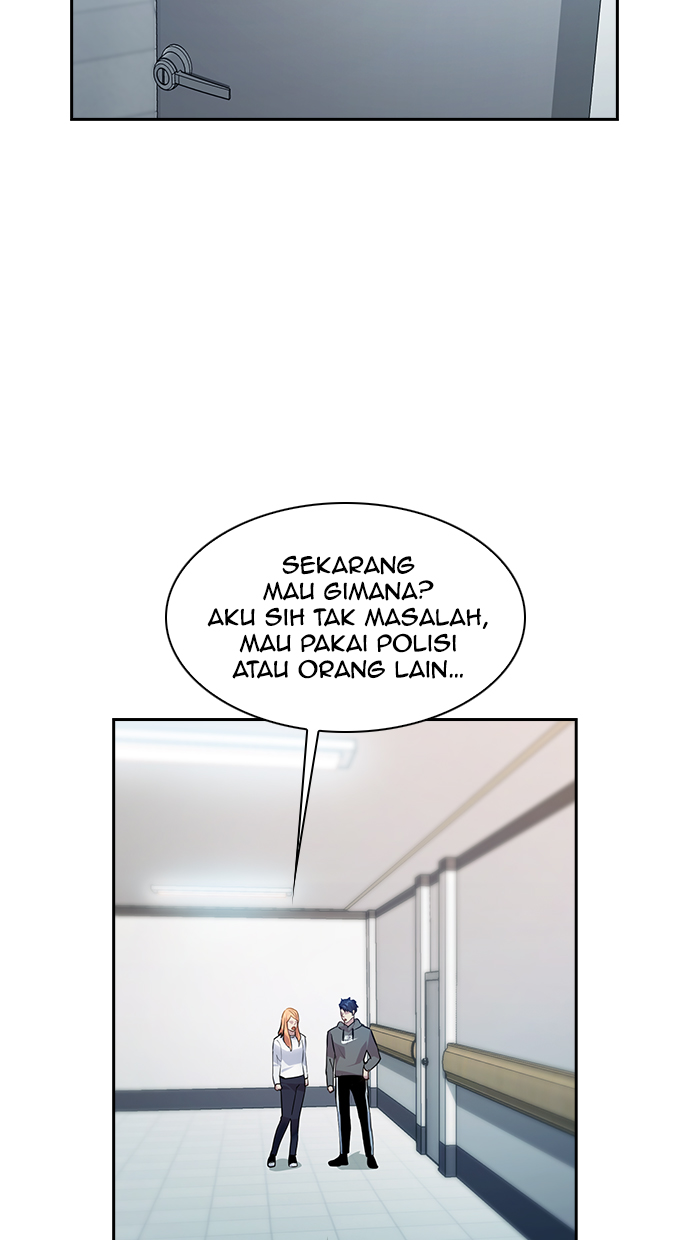 SEKARANG
MAU GIMANA?
AKU SIH TAK MASALAH,
MAU PAKAI POLISI
ATAU ORANG LAIN...